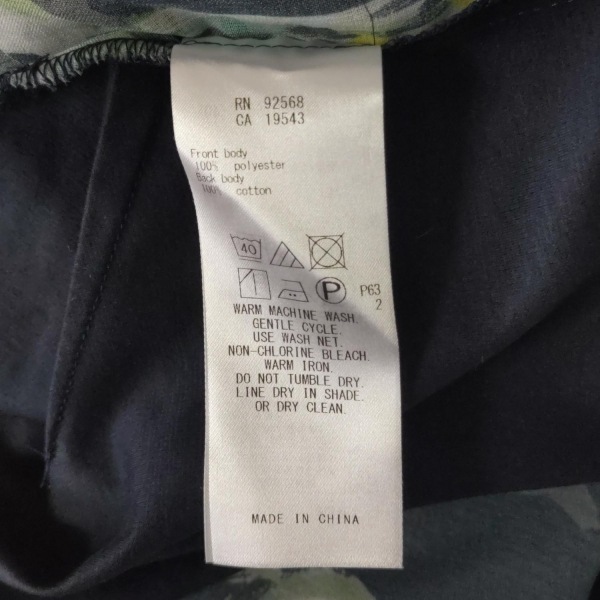 RN 92568
CA 19543
Front body
100% polyester
Back body
100% cotton
40
P P63
2
WARM MACHINE WASH.
GENTLE CYCLE.
USE WASH NET.
NON-CHLORINE BLEACH.
WARM IRON.
DO NOT TUMBLE DRY.
LINE DRY IN SHADE.
OR DRY CLEAN.
MADE IN CHINA